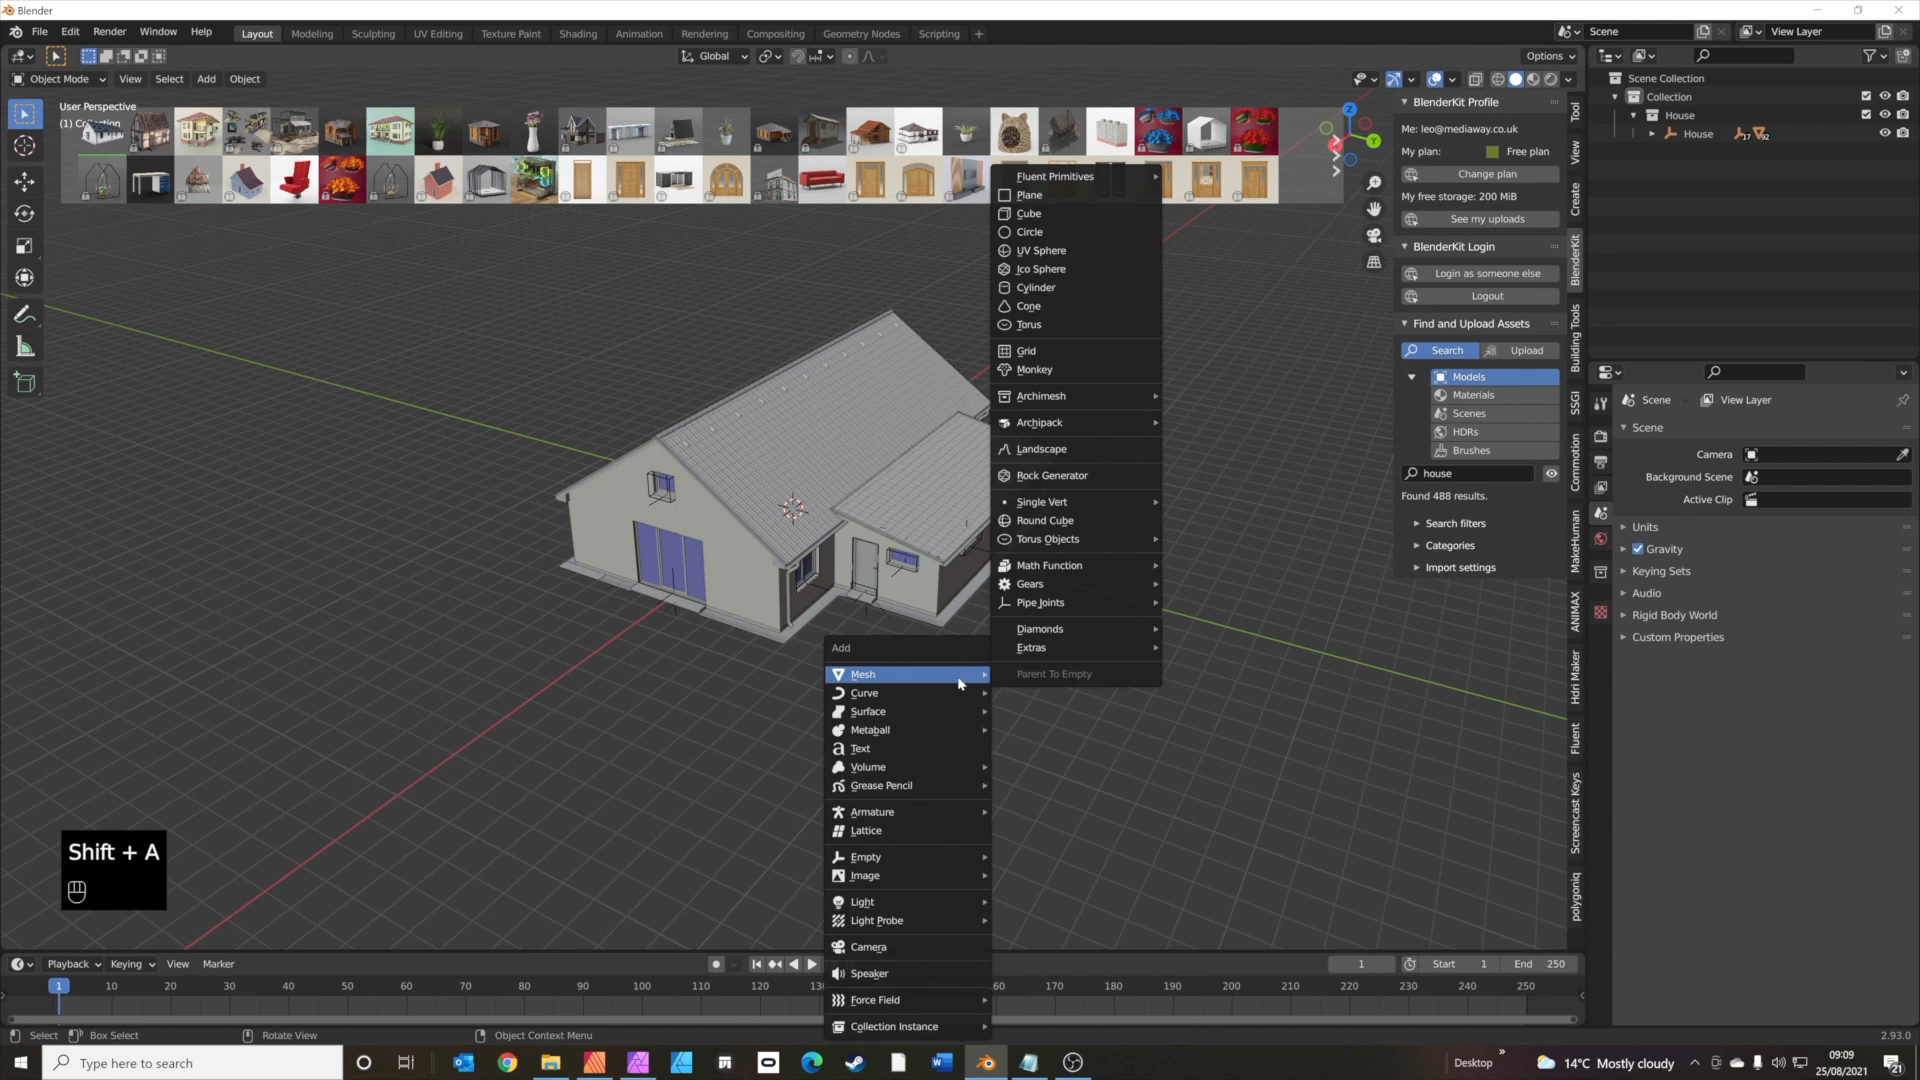 Blender
File Edit Render Window Help
Layout Modeling Sculpting UV Editing Texture Paint Shading Animation Rendering Compositing Geometry Nodes Scripting +
Scene
View Layer
Global
Options
Object Mode View Select Add Object
User Perspective
(1) Collection
BlenderKit Profile
Me: leo@mediaway.co.uk
My plan: Free plan
Change plan
My free storage: 200 MiB
See my uploads
BlenderKit Login
Login as someone else
Logout
Find and Upload Assets
Search Upload
Models
Materials
Scenes
HDRs
Brushes
house
Found 488 results.
Search filters
Categories
Import settings
Tool
View
Create
BlenderKit
Building Tools
SSGI
Commotion
MakeHuman
ANIMAX
Hdri Maker
Fluent
Screencast Keys
polygoniq
Scene Collection
Collection
House
House 17 92
Scene View Layer
Scene
Camera
Background Scene
Active Clip
Units
Gravity
Keying Sets
Audio
Rigid Body World
Custom Properties
Fluent Primitives
Plane
Cube
Circle
UV Sphere
Ico Sphere
Cylinder
Cone
Torus
Grid
Monkey
Archimesh
Archipack
Landscape
Rock Generator
Single Vert
Round Cube
Torus Objects
Math Function
Gears
Pipe Joints
Diamonds
Extras
Parent To Empty
Add
Mesh
Curve
Surface
Metaball
Text
Volume
Grease Pencil
Armature
Lattice
Empty
Image
Light
Light Probe
Camera
Speaker
Force Field
Collection Instance
Shift + A
Playback Keying View Marker
1 Start 1 End 250
1 10 20 30 40 50 60 70 80 90 100 110 120 60 170 180 190 200 210 220 230 240 250
Select Box Select Rotate View Object Context Menu
2.93.0
Type here to search
Desktop
14°C Mostly cloudy
09:09
25/08/2021
21